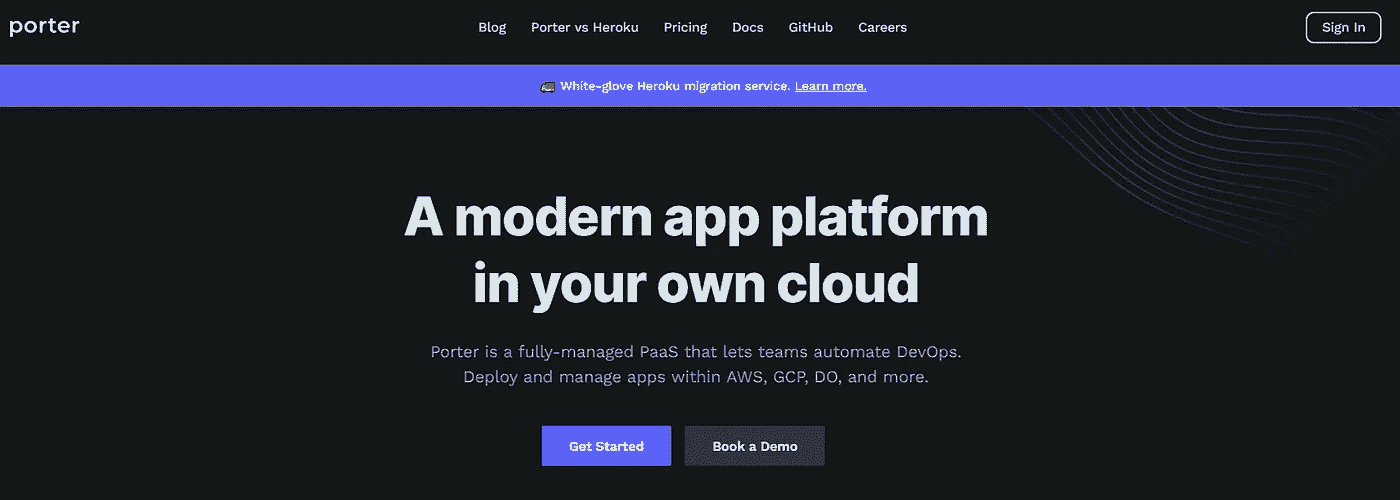 porter
Blog Porter vs Heroku Pricing Docs GitHub Careers Sign In
White-glove Heroku migration service. Learn more.
A modern app platform
in your own cloud
Porter is a fully-managed PaaS that lets teams automate DevOps.
Deploy and manage apps within AWS, GCP, DO, and more.
Get Started Book a Demo